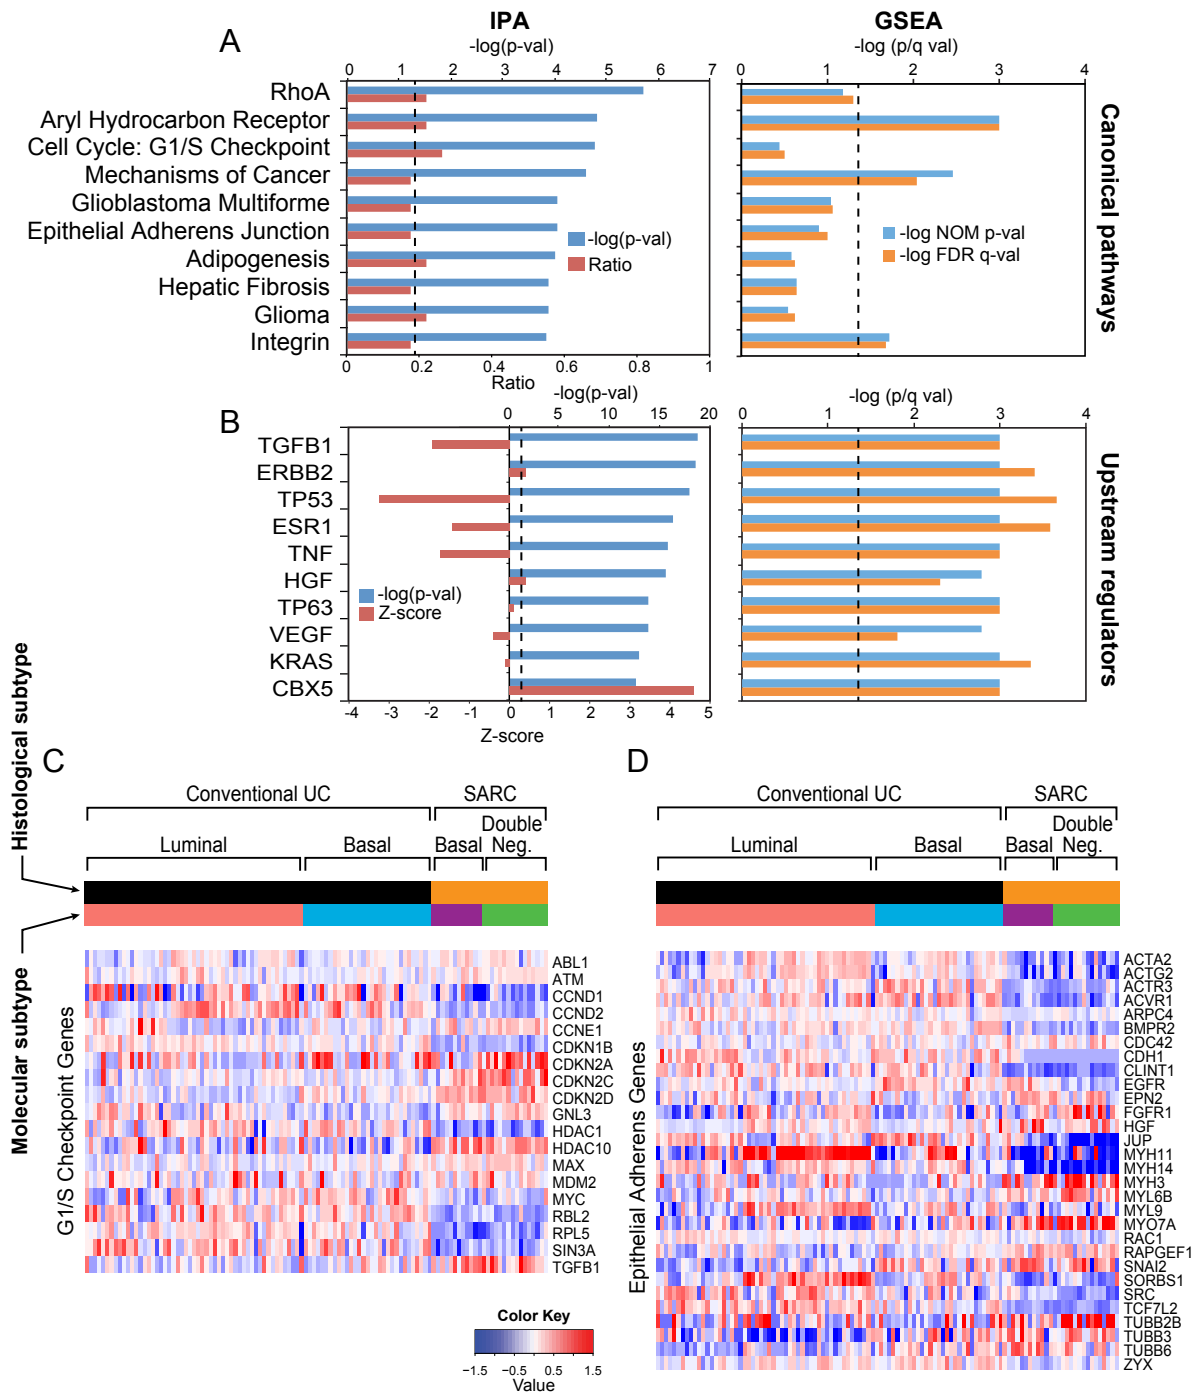 IPA
GSEA
A
-log(p-val)
-log (p/q val)
0 1 2 3 4 5 6 7
0 1 2 3 4
RhoA
Aryl Hydrocarbon Receptor
Cell Cycle: G1/S Checkpoint
Mechanisms of Cancer
Glioblastoma Multiforme
Epithelial Adherens Junction
Adipogenesis
Hepatic Fibrosis
Glioma
Integrin
-log(p-val)
Ratio
-log NOM p-val
-log FDR q-val
Canonical pathways
0 0.2 0.4 0.6 0.8 1
Ratio
B
-log(p-val)
-log (p/q val)
0 5 10 15 20
0 1 2 3 4
TGFB1
ERBB2
TP53
ESR1
TNF
HGF
TP63
VEGF
KRAS
CBX5
-log(p-val)
Z-score
Upstream regulators
-4 -3 -2 -1 0 1 2 3 4 5
Z-score
Histological subtype
Molecular subtype
C
Conventional UC
SARC
Luminal
Basal
Basal
Double
Neg.
G1/S Checkpoint Genes
ABL1
ATM
CCND1
CCND2
CCNE1
CDKN1B
CDKN2A
CDKN2C
CDKN2D
GNL3
HDAC1
HDAC10
MAX
MDM2
MYC
RBL2
RPL5
SIN3A
TGFB1
Color Key
−1.5 −0.5 0.5 1.5
Value
D
Conventional UC
SARC
Luminal
Basal
Basal
Double
Neg.
Epithelial Adherens Genes
ACTA2
ACTG2
ACTR3
ACVR1
ARPC4
BMPR2
CDC42
CDH1
CLINT1
EGFR
EPN2
FGFR1
HGF
JUP
MYH11
MYH14
MYH3
MYL6B
MYL9
MYO7A
RAC1
RAPGEF1
SNAI2
SORBS1
SRC
TCF7L2
TUBB2B
TUBB3
TUBB6
ZYX